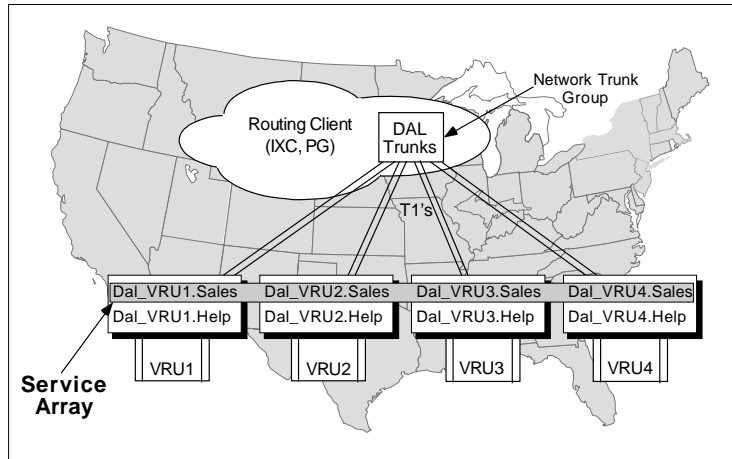 Network Trunk
Group
Routing Client
(IXC, PG)
DAL
Trunks
T1's
Dal_VRU1.Sales
Dal_VRU2.Sales
Dal_VRU3.Sales
Dal_VRU4.Sales
Dal_VRU1.Help
Dal_VRU2.Help
Dal_VRU3.Help
Dal_VRU4.Help
VRU1
VRU2
VRU3
VRU4
Service
Array